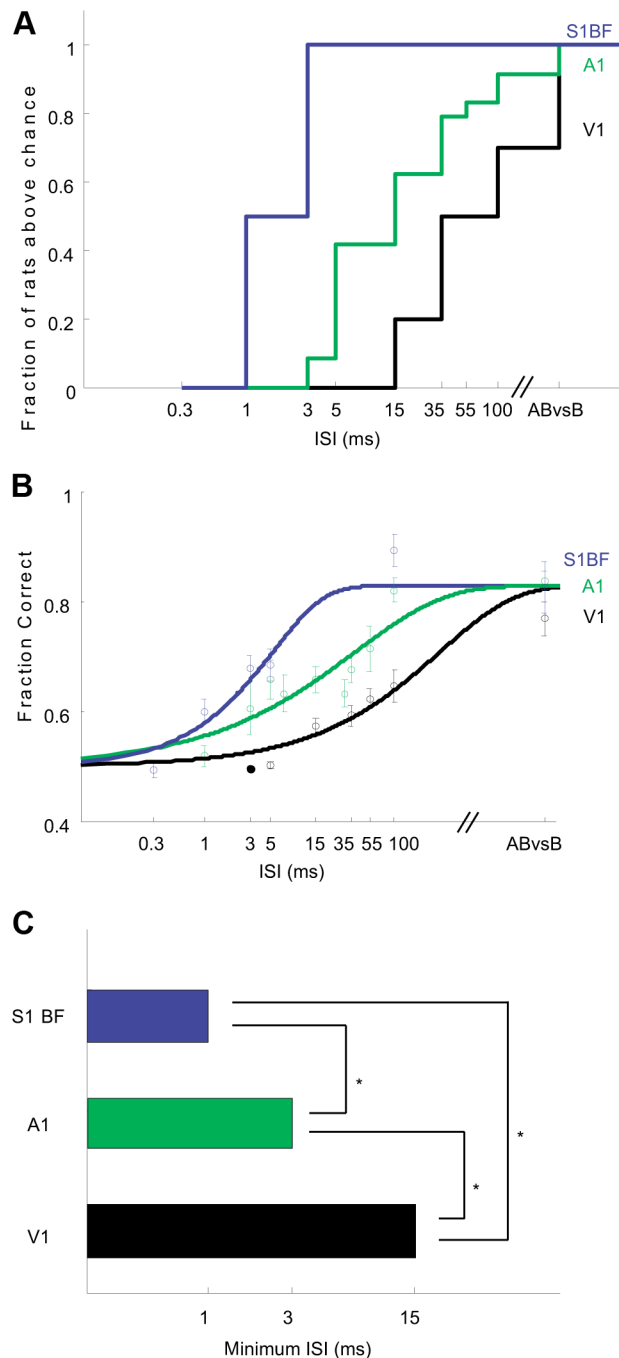 A
S1BF
A1
V1
Fraction of rats above chance
1
0.8
0.6
0.4
0.2
0
0.3 1 3 5 15 35 55 100 // ABvsB
ISI (ms)
B
S1BF
A1
V1
Fraction Correct
1
0.8
0.6
0.4
0.3 1 3 5 15 35 55 100 // ABvsB
ISI (ms)
C
S1 BF
A1
V1
*
*
*
1 3 15
Minimum ISI (ms)